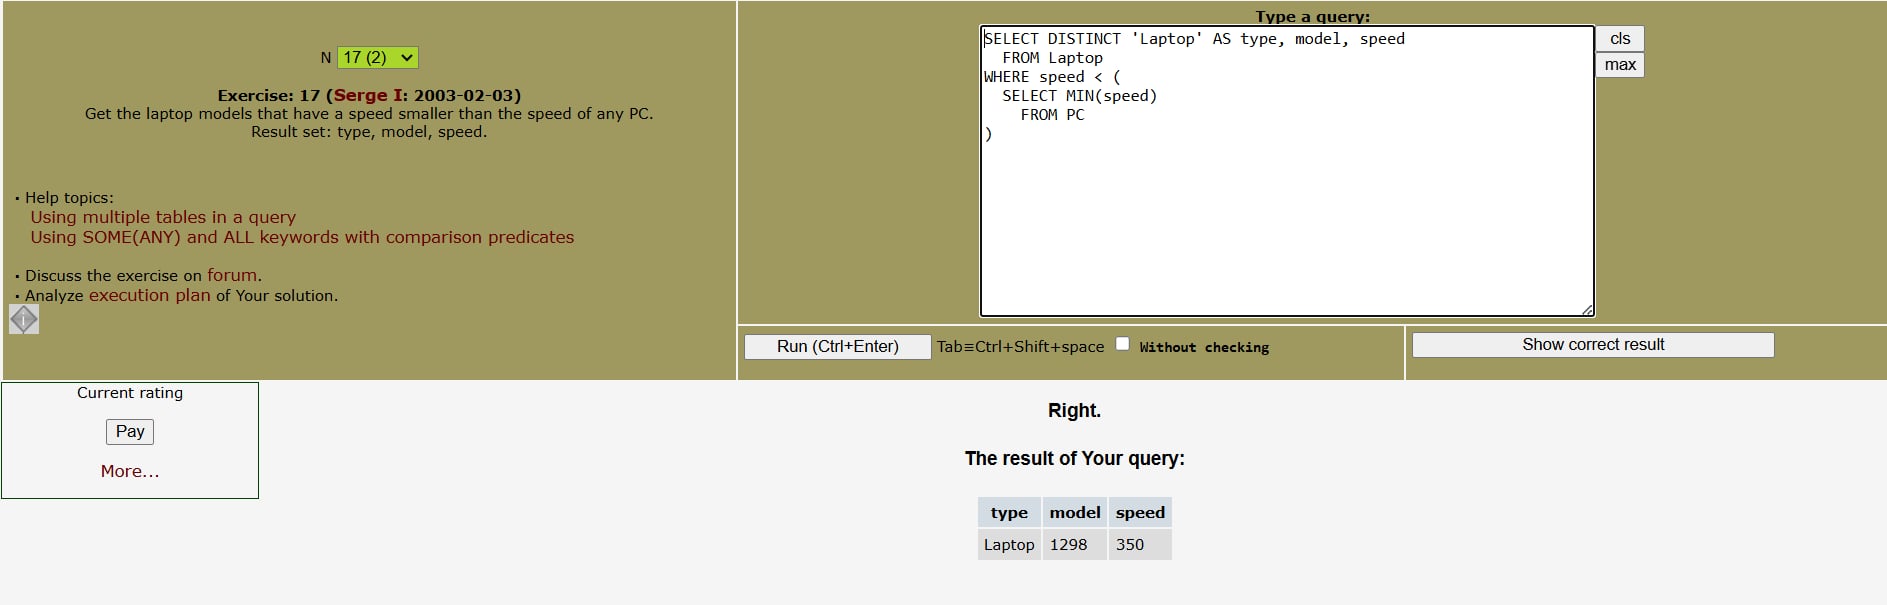 N 17 (2)
Exercise: 17 (Serge I: 2003-02-03)
Get the laptop models that have a speed smaller than the speed of any PC.
Result set: type, model, speed.
• Help topics:
Using multiple tables in a query
Using SOME(ANY) and ALL keywords with comparison predicates
• Discuss the exercise on forum.
• Analyze execution plan of Your solution.
i
Type a query:
SELECT DISTINCT 'Laptop' AS type, model, speed
  FROM Laptop
WHERE speed < (
  SELECT MIN(speed)
    FROM PC
)
cls
max
Run (Ctrl+Enter) Tab≡Ctrl+Shift+space Without checking
Show correct result
Current rating
Pay
More...
Right.
The result of Your query:
type model speed
Laptop 1298 350